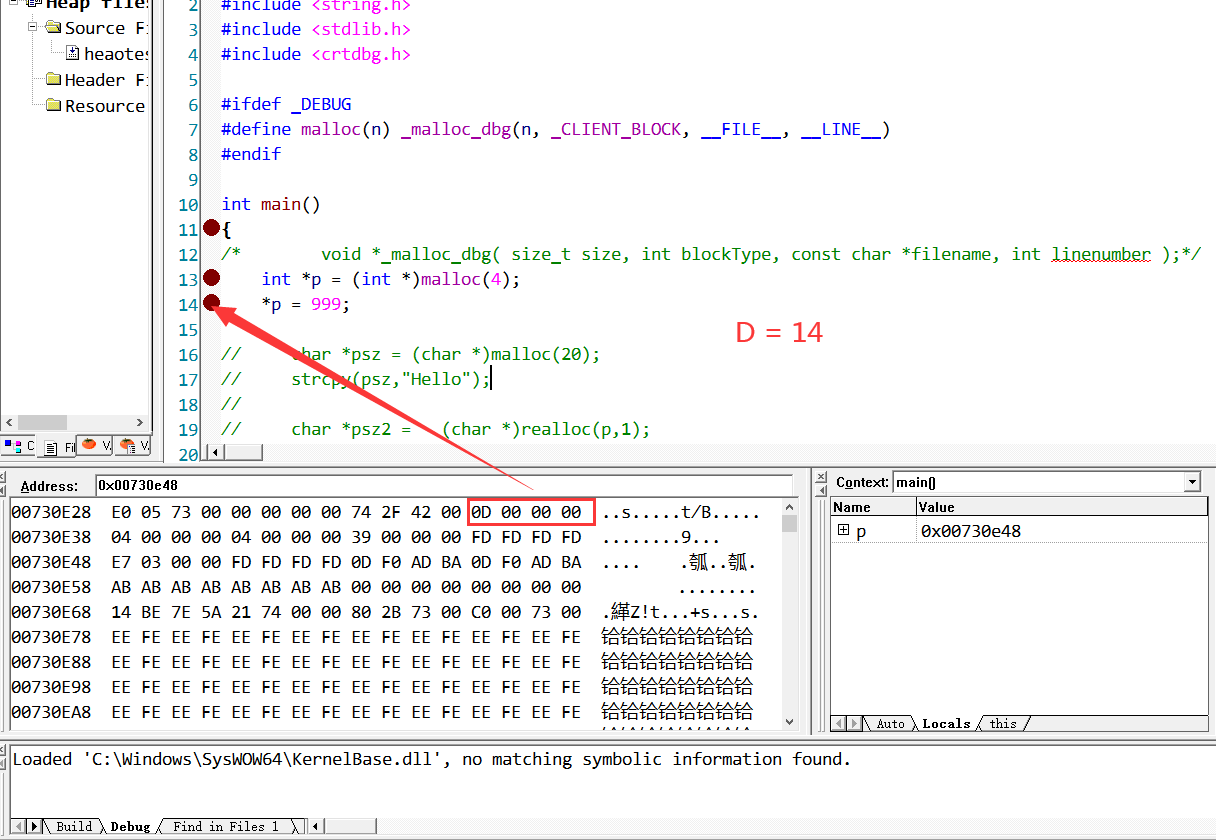 Heap files
Source F
heaotes
Header F
Resource
2 #include <string.h>
3 #include <stdlib.h>
4 #include <crtdbg.h>
5
6 #ifdef _DEBUG
7 #define malloc(n) _malloc_dbg(n, _CLIENT_BLOCK, __FILE__, __LINE__)
8 #endif
9
10 int main()
11 {
12 /* void *_malloc_dbg( size_t size, int blockType, const char *filename, int linenumber );*/
13 int *p = (int *)malloc(4);
14 *p = 999;
15
D = 14
16 // char *psz = (char *)malloc(20);
17 // strcpy(psz,"Hello");
18 //
19 // char *psz2 = (char *)realloc(p,1);
20
C Fi V V
Address: 0x00730e48
00730E28 E0 05 73 00 00 00 00 00 74 2F 42 00 0D 00 00 00 ..s.....t/B.....
00730E38 04 00 00 00 04 00 00 00 39 00 00 00 FD FD FD FD ........9...
00730E48 E7 03 00 00 FD FD FD FD 0D F0 AD BA 0D F0 AD BA .... .瓠..瓠.
00730E58 AB AB AB AB AB AB AB AB 00 00 00 00 00 00 00 00 ........
00730E68 14 BE 7E 5A 21 74 00 00 80 2B 73 00 C0 00 73 00 .緙Z!t...+s...s.
00730E78 EE FE EE FE EE FE EE FE EE FE EE FE EE FE EE FE 铪铪铪铪铪铪铪铪
00730E88 EE FE EE FE EE FE EE FE EE FE EE FE EE FE EE FE 铪铪铪铪铪铪铪铪
00730E98 EE FE EE FE EE FE EE FE EE FE EE FE EE FE EE FE 铪铪铪铪铪铪铪铪
00730EA8 EE FE EE FE EE FE EE FE EE FE EE FE EE FE EE FE 铪铪铪铪铪铪铪铪
Context: main()
Name Value
p 0x00730e48
Auto Locals this
Loaded 'C:\Windows\SysWOW64\KernelBase.dll', no matching symbolic information found.
Build Debug Find in Files 1